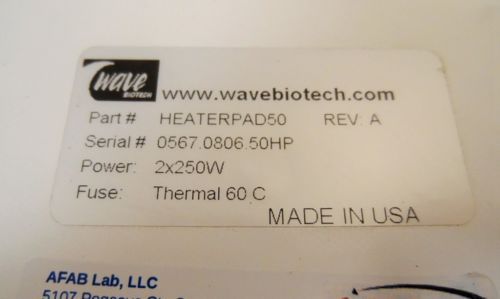 wave
BIOTECH
www.wavebiotech.com
Part # HEATERPAD50 REV: A
Serial # 0567.0806.50HP
Power: 2x250W
Fuse: Thermal 60 C
MADE IN USA
AFAB Lab, LLC
5107